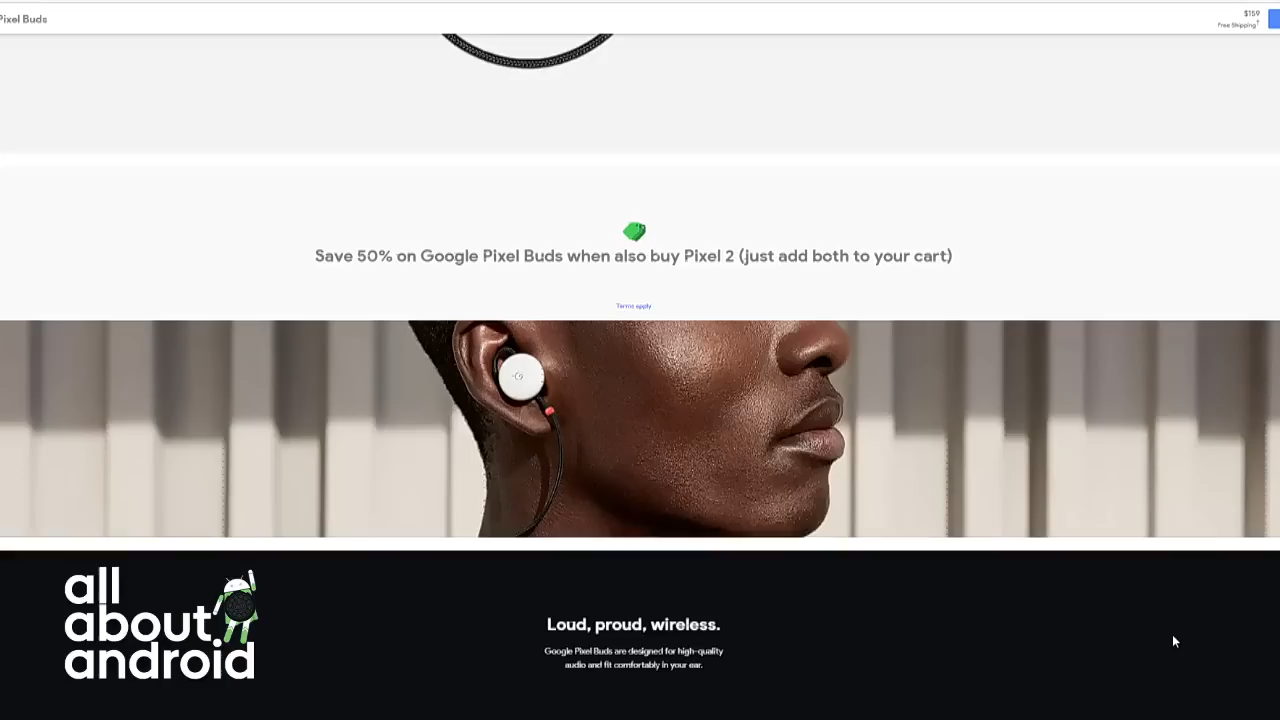 Pixel Buds
$159
Free Shipping†
Save 50% on Google Pixel Buds when also buy Pixel 2 (just add both to your cart)
Terms apply
all
about
android
Loud, proud, wireless.
Google Pixel Buds are designed for high-quality
audio and fit comfortably in your ear.